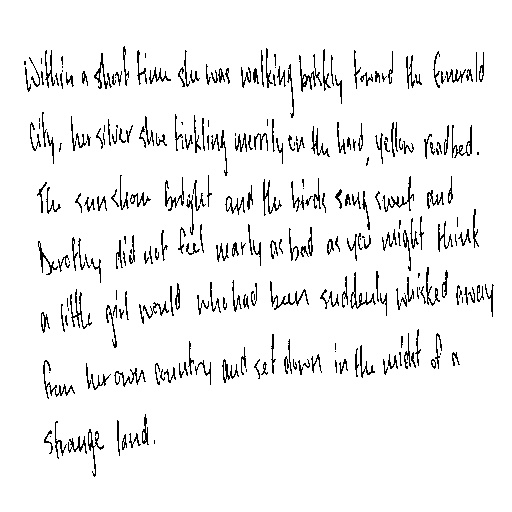 Within a short time she was walking briskly toward the Emerald
City, her silver shoe tinkling merrily on the hard, yellow roadbed.
The sun shone bright and the birds sang sweet and
Dorothy did not feel nearly as bad as you might think
a little girl would who had been suddenly whisked away
from her own country and set down in the midst of a
strange land.